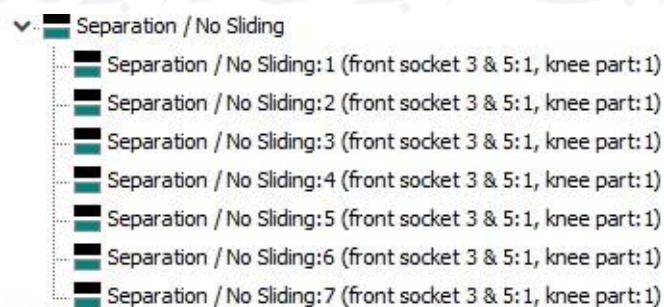 Separation / No Sliding
Separation / No Sliding:1 (front socket 3 & 5:1, knee part:1)
Separation / No Sliding:2 (front socket 3 & 5:1, knee part:1)
Separation / No Sliding:3 (front socket 3 & 5:1, knee part:1)
Separation / No Sliding:4 (front socket 3 & 5:1, knee part:1)
Separation / No Sliding:5 (front socket 3 & 5:1, knee part:1)
Separation / No Sliding:6 (front socket 3 & 5:1, knee part:1)
Separation / No Sliding:7 (front socket 3 & 5:1, knee part:1)